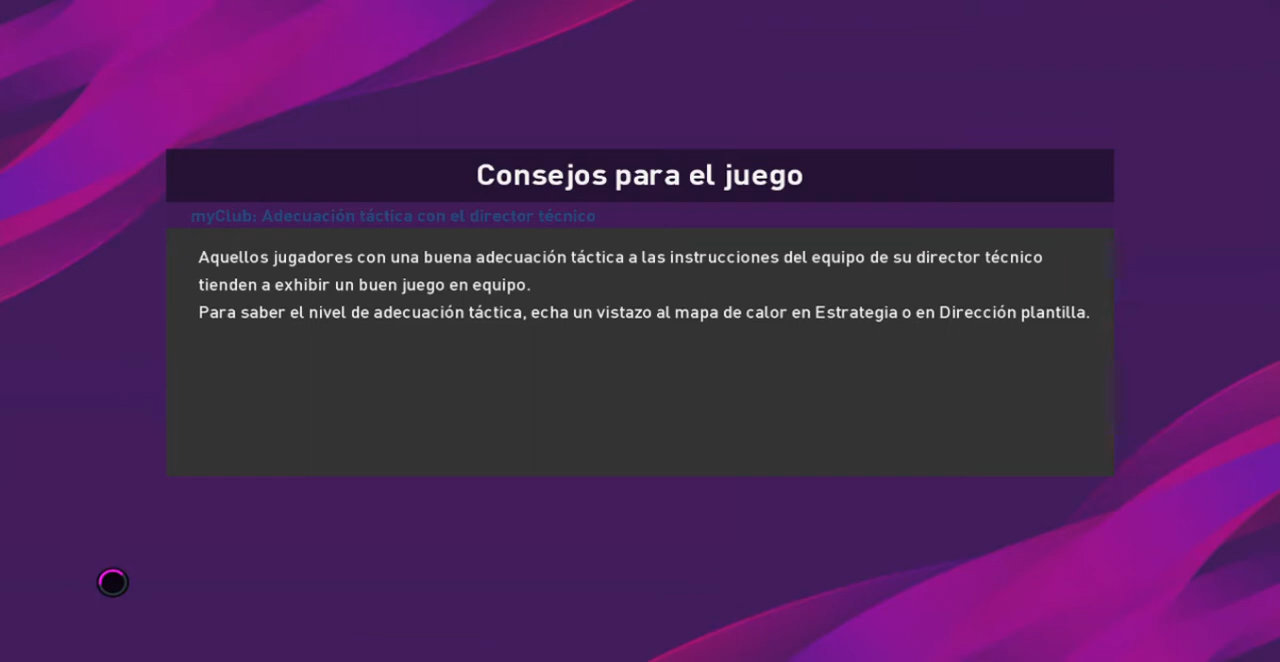 Consejos para el juego
myClub: Adecuación táctica con el director técnico
Aquellos jugadores con una buena adecuación táctica a las instrucciones del equipo de su director técnico
tienden a exhibir un buen juego en equipo.
Para saber el nivel de adecuación táctica, echa un vistazo al mapa de calor en Estrategia o en Dirección plantilla.